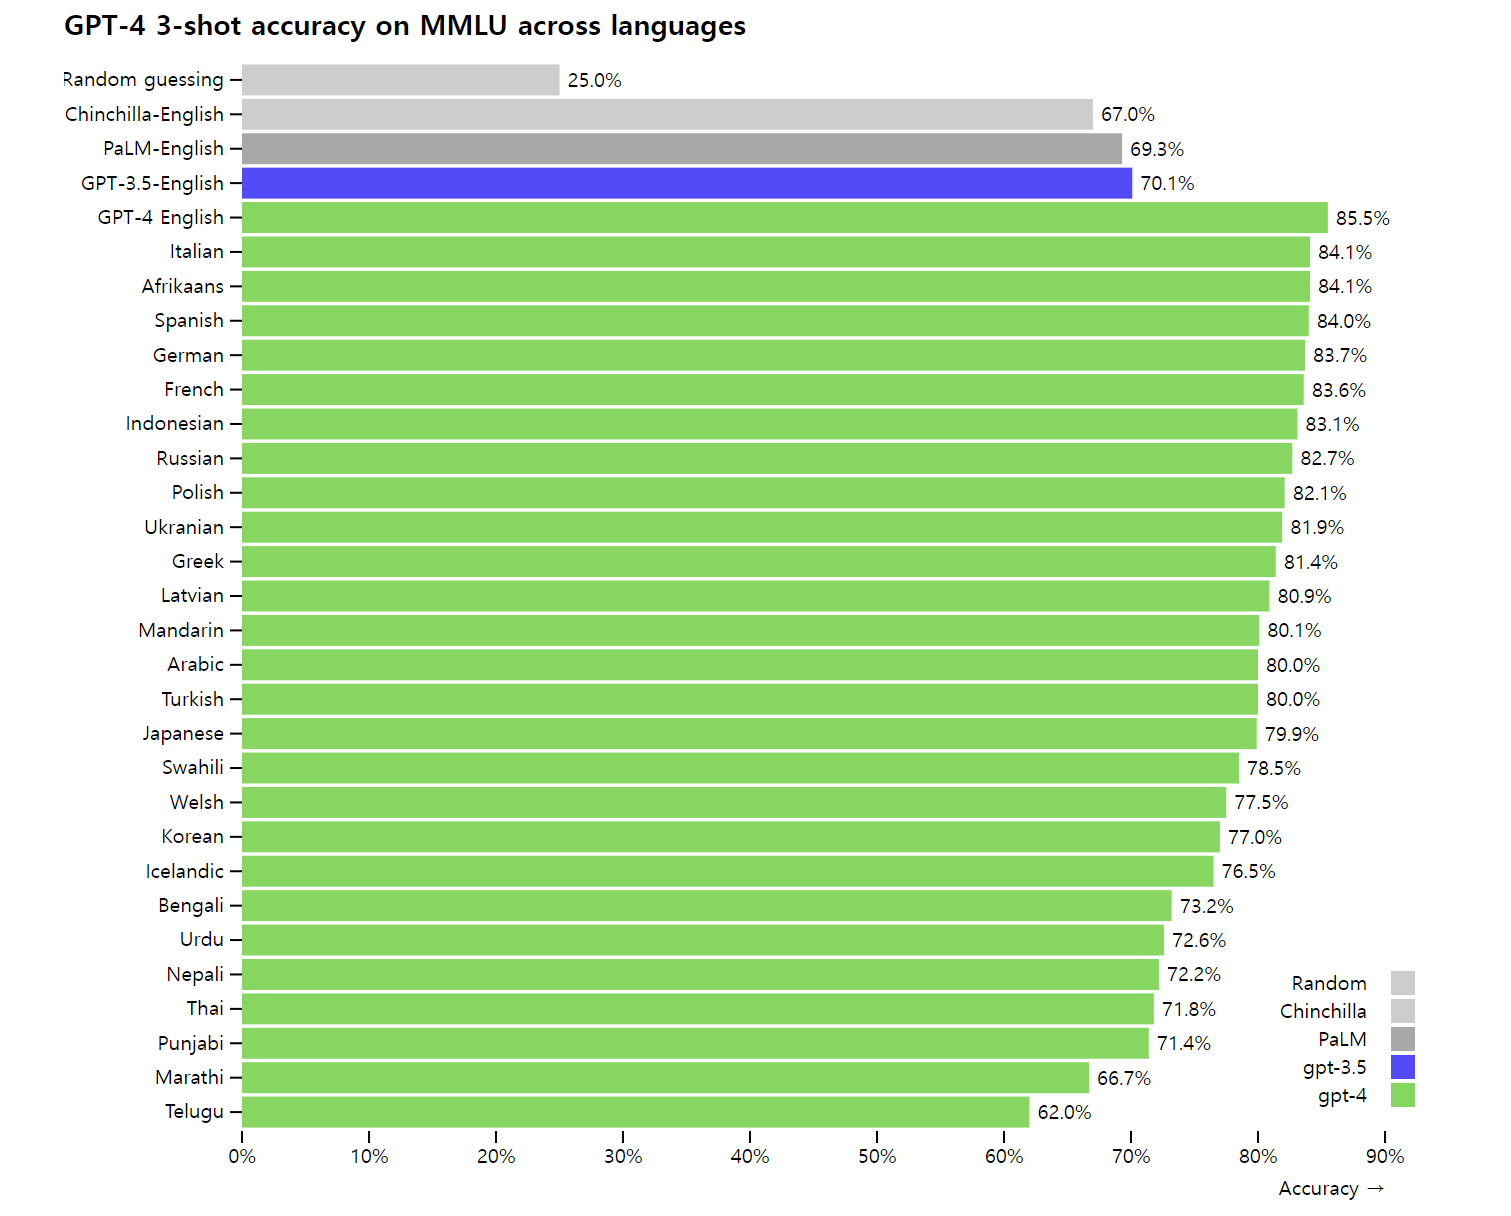 GPT-4 3-shot accuracy on MMLU across languages
Random guessing 25.0%
Chinchilla-English 67.0%
PaLM-English 69.3%
GPT-3.5-English 70.1%
GPT-4 English 85.5%
Italian 84.1%
Afrikaans 84.1%
Spanish 84.0%
German 83.7%
French 83.6%
Indonesian 83.1%
Russian 82.7%
Polish 82.1%
Ukranian 81.9%
Greek 81.4%
Latvian 80.9%
Mandarin 80.1%
Arabic 80.0%
Turkish 80.0%
Japanese 79.9%
Swahili 78.5%
Welsh 77.5%
Korean 77.0%
Icelandic 76.5%
Bengali 73.2%
Urdu 72.6%
Nepali 72.2%
Thai 71.8%
Punjabi 71.4%
Marathi 66.7%
Telugu 62.0%
Random
Chinchilla
PaLM
gpt-3.5
gpt-4
0% 10% 20% 30% 40% 50% 60% 70% 80% 90%
Accuracy →